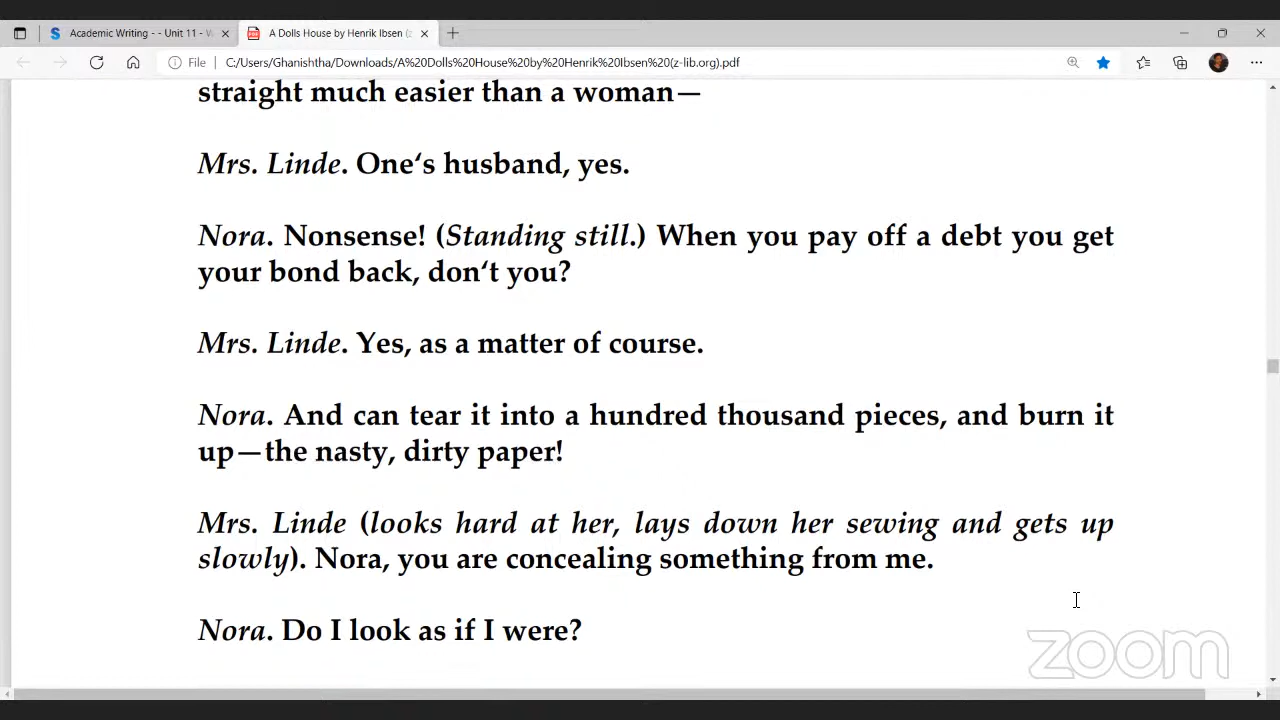 Academic Writing - - Unit 11 - W
A Dolls House by Henrik Ibsen (z
File
C:/Users/Ghanishtha/Downloads/A%20Dolls%20House%20by%20Henrik%20Ibsen%20(z-lib.org).pdf
straight much easier than a woman—
Mrs. Linde. One‘s husband, yes.
Nora. Nonsense! (Standing still.) When you pay off a debt you get
your bond back, don‘t you?
Mrs. Linde. Yes, as a matter of course.
Nora. And can tear it into a hundred thousand pieces, and burn it
up—the nasty, dirty paper!
Mrs. Linde (looks hard at her, lays down her sewing and gets up
slowly). Nora, you are concealing something from me.
Nora. Do I look as if I were?
zoom